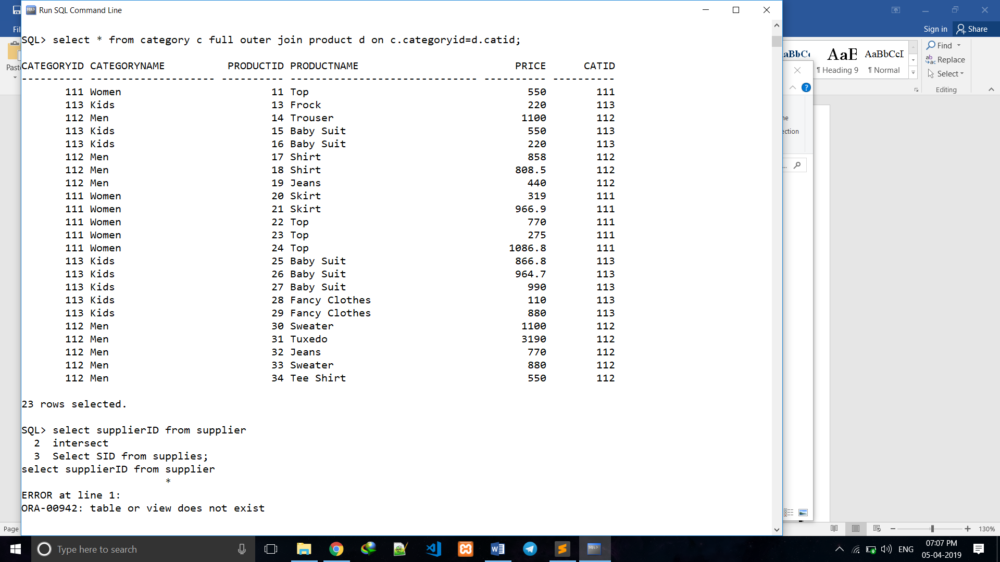 Run SQL Command Line
SQL> select * from category c full outer join product d on c.categoryid=d.catid;
CATEGORYID CATEGORYNAME          PRODUCTID PRODUCTNAME                         PRICE      CATID
---------- -------------------- ---------- ------------------------------ ---------- ----------
       111 Women                        11 Top                                   550        111
       113 Kids                         13 Frock                                 220        113
       112 Men                          14 Trouser                              1100        112
       113 Kids                         15 Baby Suit                             550        113
       113 Kids                         16 Baby Suit                             220        113
       112 Men                          17 Shirt                                 858        112
       112 Men                          18 Shirt                               808.5        112
       112 Men                          19 Jeans                                 440        112
       111 Women                        20 Skirt                                 319        111
       111 Women                        21 Skirt                               966.9        111
       111 Women                        22 Top                                   770        111
       111 Women                        23 Top                                   275        111
       111 Women                        24 Top                                1086.8        111
       113 Kids                         25 Baby Suit                           866.8        113
       113 Kids                         26 Baby Suit                           964.7        113
       113 Kids                         27 Baby Suit                             990        113
       113 Kids                         28 Fancy Clothes                         110        113
       113 Kids                         29 Fancy Clothes                         880        113
       112 Men                          30 Sweater                              1100        112
       112 Men                          31 Tuxedo                               3190        112
       112 Men                          32 Jeans                                 770        112
       112 Men                          33 Sweater                               880        112
       112 Men                          34 Tee Shirt                             550        112
23 rows selected.
SQL> select supplierID from supplier
  2  intersect
  3  Select SID from supplies;
select supplierID from supplier
                       *
ERROR at line 1:
ORA-00942: table or view does not exist
Sign in Share
Find
AaBbCcI
Replace
¶ Heading 9 ¶ Normal
Select
Editing
Paste
Page
130%
Type here to search
ENG
07:07 PM
05-04-2019